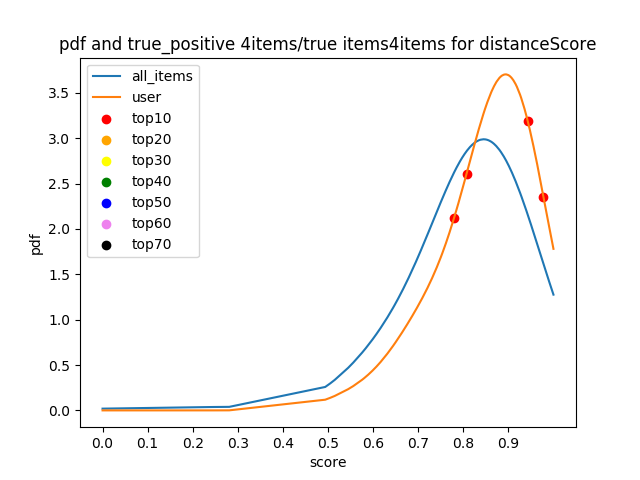 pdf and true_positive 4items/true items4items for distanceScore
all_items
user
top10
top20
top30
top40
top50
top60
top70
pdf
3.5
3.0
2.5
2.0
1.5
1.0
0.5
0.0
0.0 0.1 0.2 0.3 0.4 0.5 0.6 0.7 0.8 0.9
score